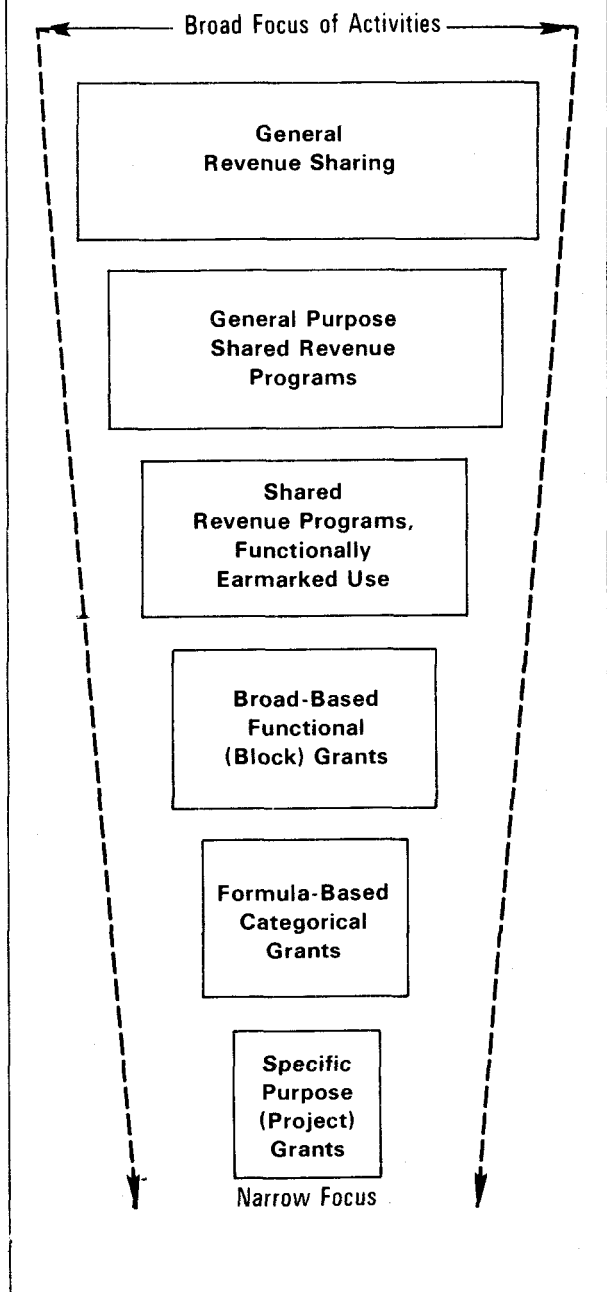 Broad Focus of Activities
General
Revenue Sharing
General Purpose
Shared Revenue
Programs
Shared
Revenue Programs,
Functionally
Earmarked Use
Broad-Based
Functional
(Block) Grants
Formula-Based
Categorical
Grants
Specific
Purpose
(Project)
Grants
Narrow Focus